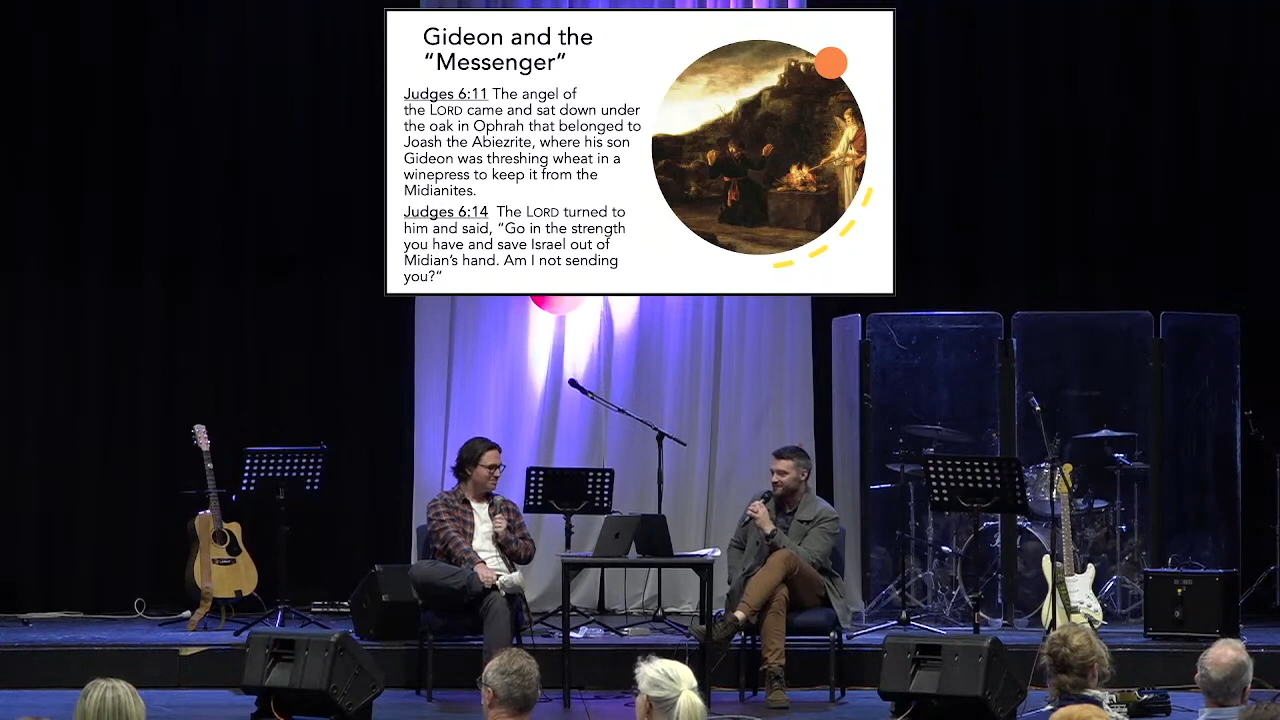 Gideon and the
“Messenger”
Judges 6:11 The angel of
the LORD came and sat down under
the oak in Ophrah that belonged to
Joash the Abiezrite, where his son
Gideon was threshing wheat in a
winepress to keep it from the
Midianites.
Judges 6:14 The LORD turned to
him and said, “Go in the strength
you have and save Israel out of
Midian’s hand. Am I not sending
you?”